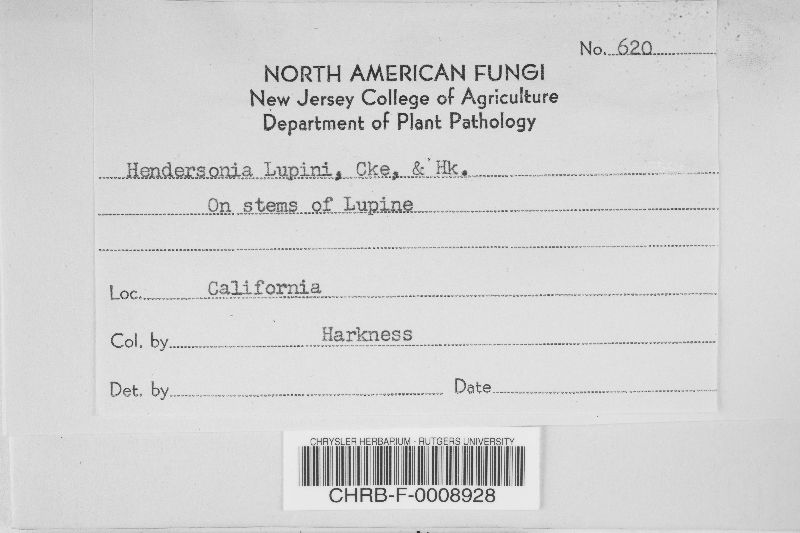 No. 620
NORTH AMERICAN FUNGI
New Jersey College of Agriculture
Department of Plant Pathology
Hendersonia Lupini, Cke, & Hk.
On stems of Lupine
Loc. California
Col. by Harkness
Det. by Date
CHRYSLER HERBARIUM - RUTGERS UNIVERSITY
CHRB-F-0008928